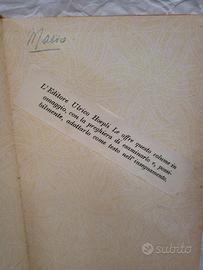 Mario
L'Editore Ulrico Hoepli Le offre questo volume in
omaggio, con la preghiera di esaminarlo e, possi-
bilmente, adottarlo come testo nell'insegnamento.
subito